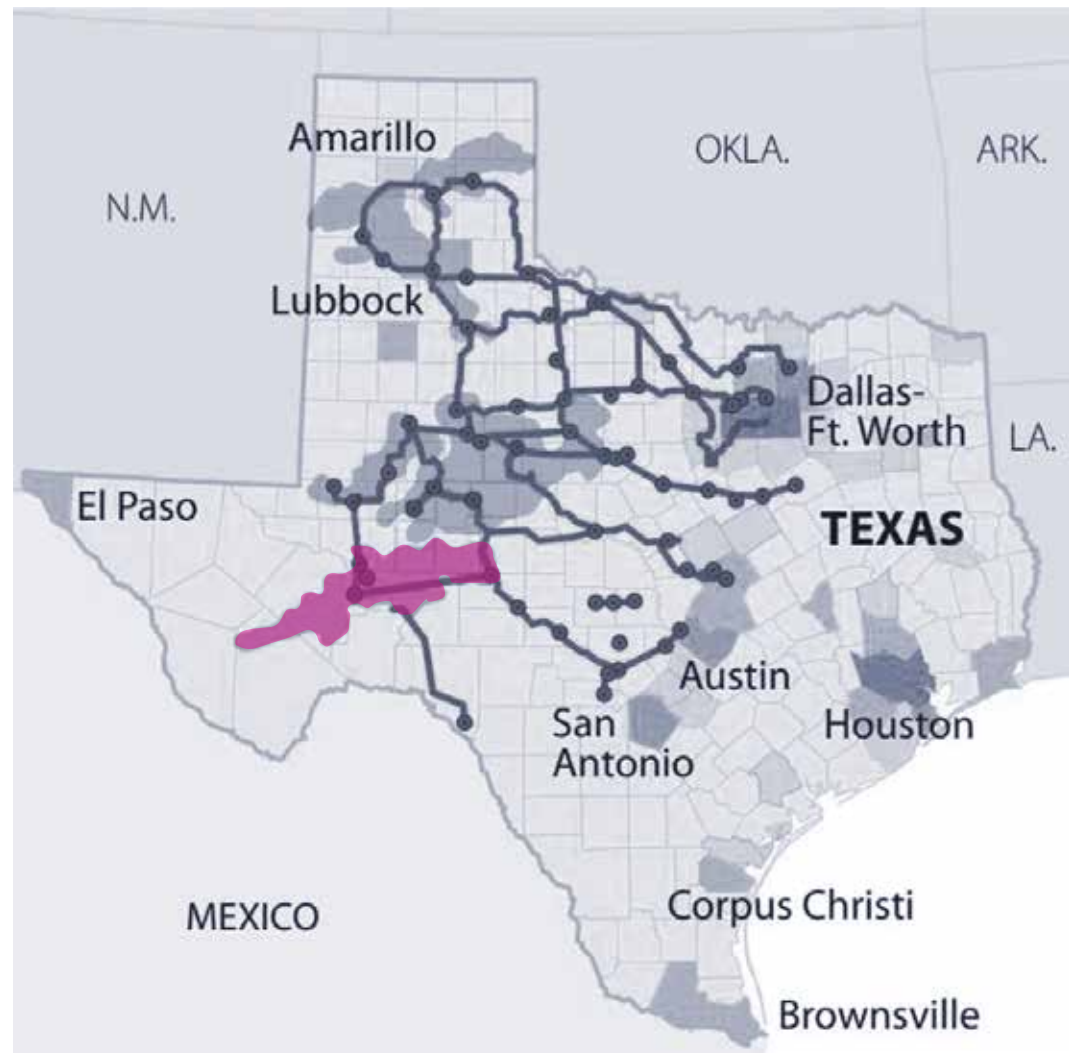 Amarillo
OKLA.
ARK.
N.M.
Lubbock
Dallas-
Ft. Worth
LA.
El Paso
TEXAS
Austin
San
Antonio
Houston
Corpus Christi
MEXICO
Brownsville